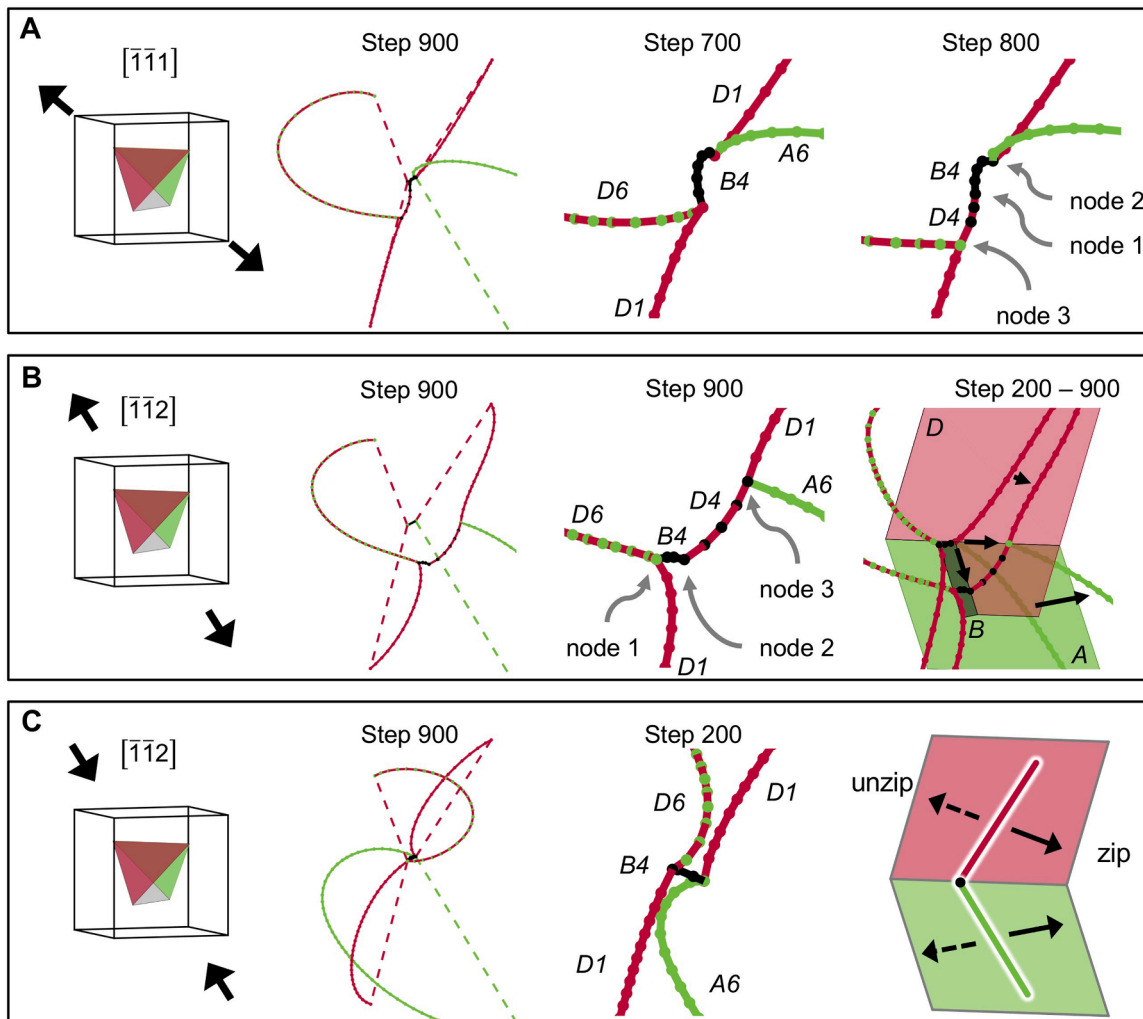 A
[1̅1̅1]
Step 900
Step 700
D1
A6
B4
D6
D1
Step 800
B4
D4
node 2
node 1
node 3
B
[1̅1̅2]
Step 900
Step 900
D1
A6
D4
B4
D6
node 3
node 1
node 2
D1
Step 200 – 900
D
B
A
C
[1̅1̅2]
Step 900
Step 200
D6
D1
B4
D1
A6
unzip
zip